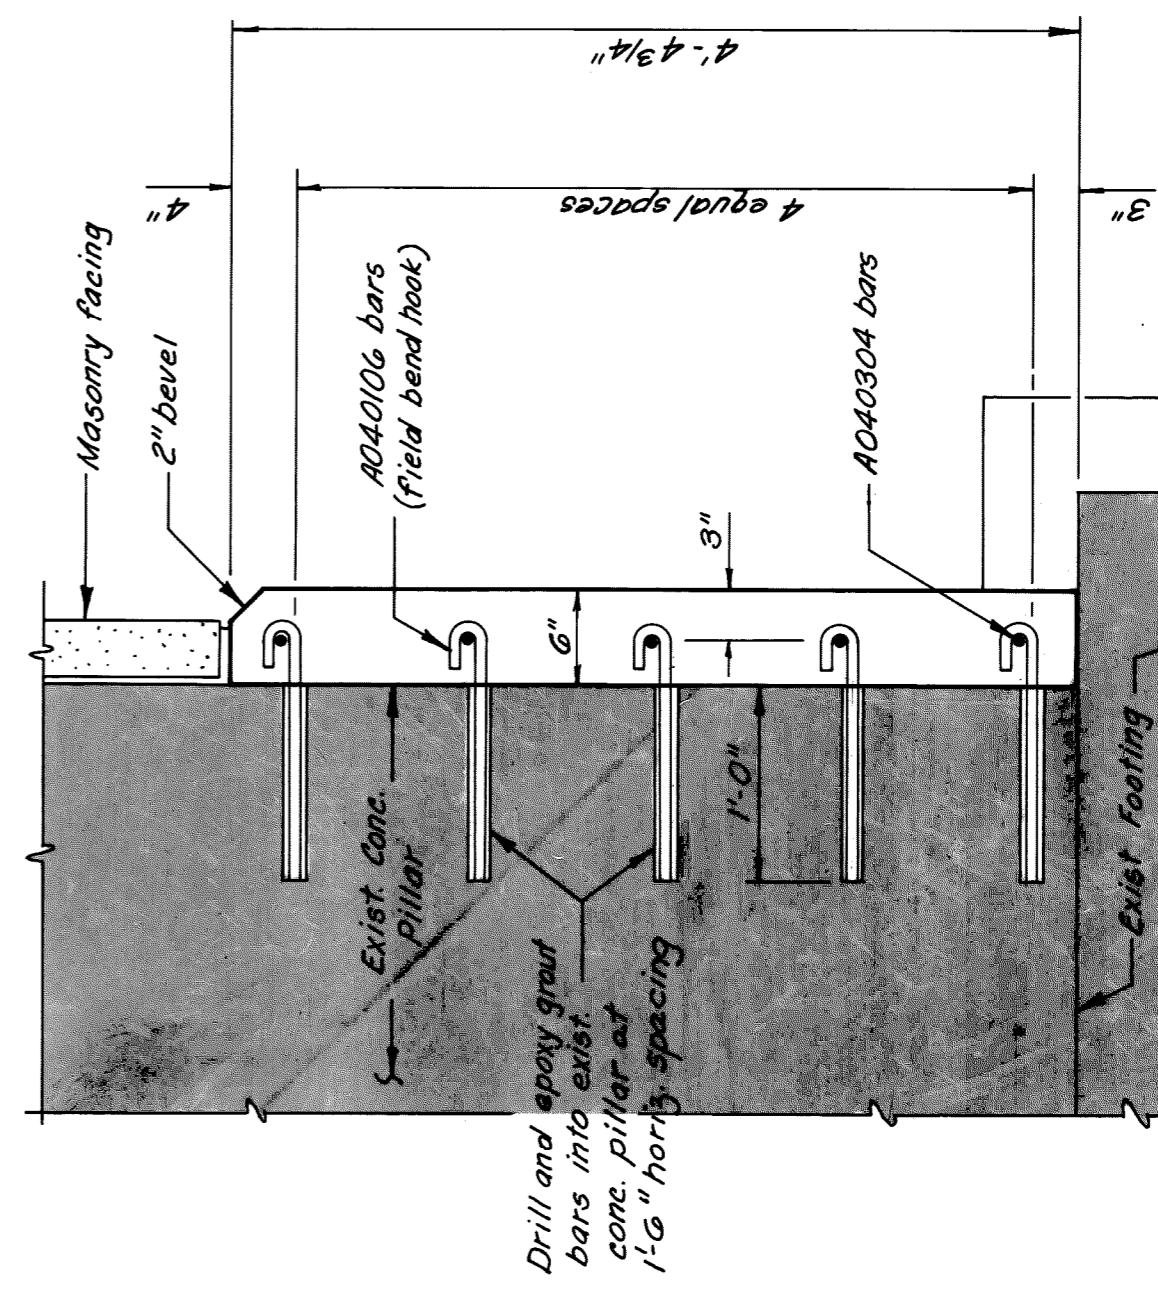 4'-4 3/4"
4"
4 equal spaces
3"
Masonry facing
2" bevel
A040106 bars
(field bend hook)
A040304 bars
3"
6"
1'-0"
Exist. Conc.
Pillar
Exist Footing
Drill and epoxy grout
bars into exist.
conc. pillar at
1'-6" horiz. spacing